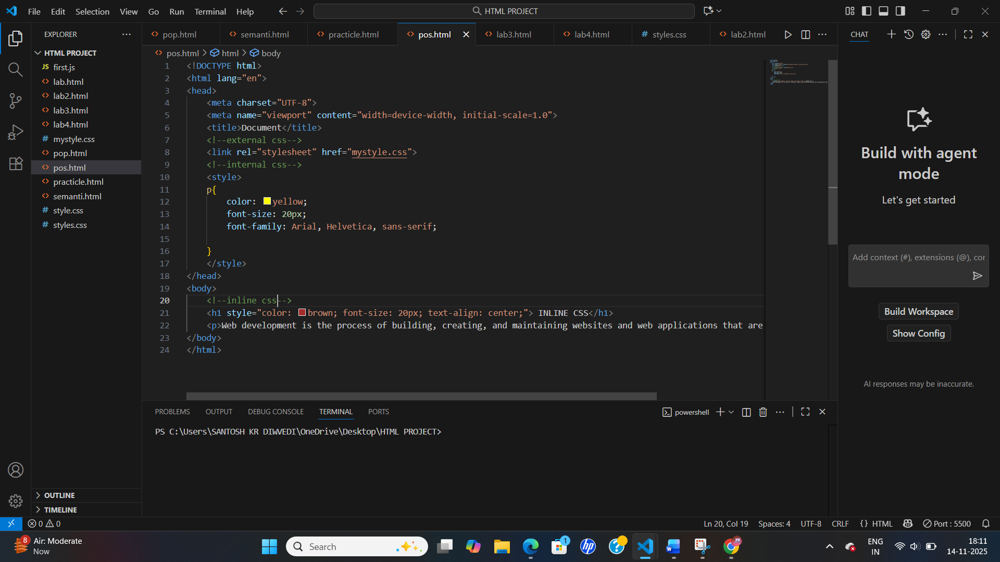 File Edit Selection View Go Run Terminal Help
HTML PROJECT
EXPLORER
HTML PROJECT
JS first.js
<> lab.html
<> lab2.html
<> lab3.html
<> lab4.html
# mystyle.css
<> pop.html
<> pos.html
<> practicle.html
<> semanti.html
# style.css
# styles.css
OUTLINE
TIMELINE
<> pop.html <> semanti.html <> practicle.html <> pos.html <> lab3.html <> lab4.html # styles.css <> lab2.html
<> pos.html > html > body
1 <!DOCTYPE html>
2 <html lang="en">
3 <head>
4 <meta charset="UTF-8">
5 <meta name="viewport" content="width=device-width, initial-scale=1.0">
6 <title>Document</title>
7 <!--external css-->
8 <link rel="stylesheet" href="mystyle.css">
9 <!--internal css-->
10 <style>
11 p{
12 color: yellow;
13 font-size: 20px;
14 font-family: Arial, Helvetica, sans-serif;
15
16 }
17 </style>
18 </head>
19 <body>
20 <!--inline css-->
21 <h1 style="color: brown; font-size: 20px; text-align: center;"> INLINE CSS</h1>
22 <p>Web development is the process of building, creating, and maintaining websites and web applications that are
23 </body>
24 </html>
PROBLEMS OUTPUT DEBUG CONSOLE TERMINAL PORTS
powershell
PS C:\Users\SANTOSH KR DIWVEDI\OneDrive\Desktop\HTML PROJECT>
CHAT
Build with agent
mode
Let's get started
Add context (#), extensions (@), cor
Build Workspace
Show Config
AI responses may be inaccurate.
0 0
Ln 20, Col 19 Spaces: 4 UTF-8 CRLF {} HTML Port : 5500
8
Air: Moderate
Now
Search
1
ENG
IN
18:11
14-11-2025